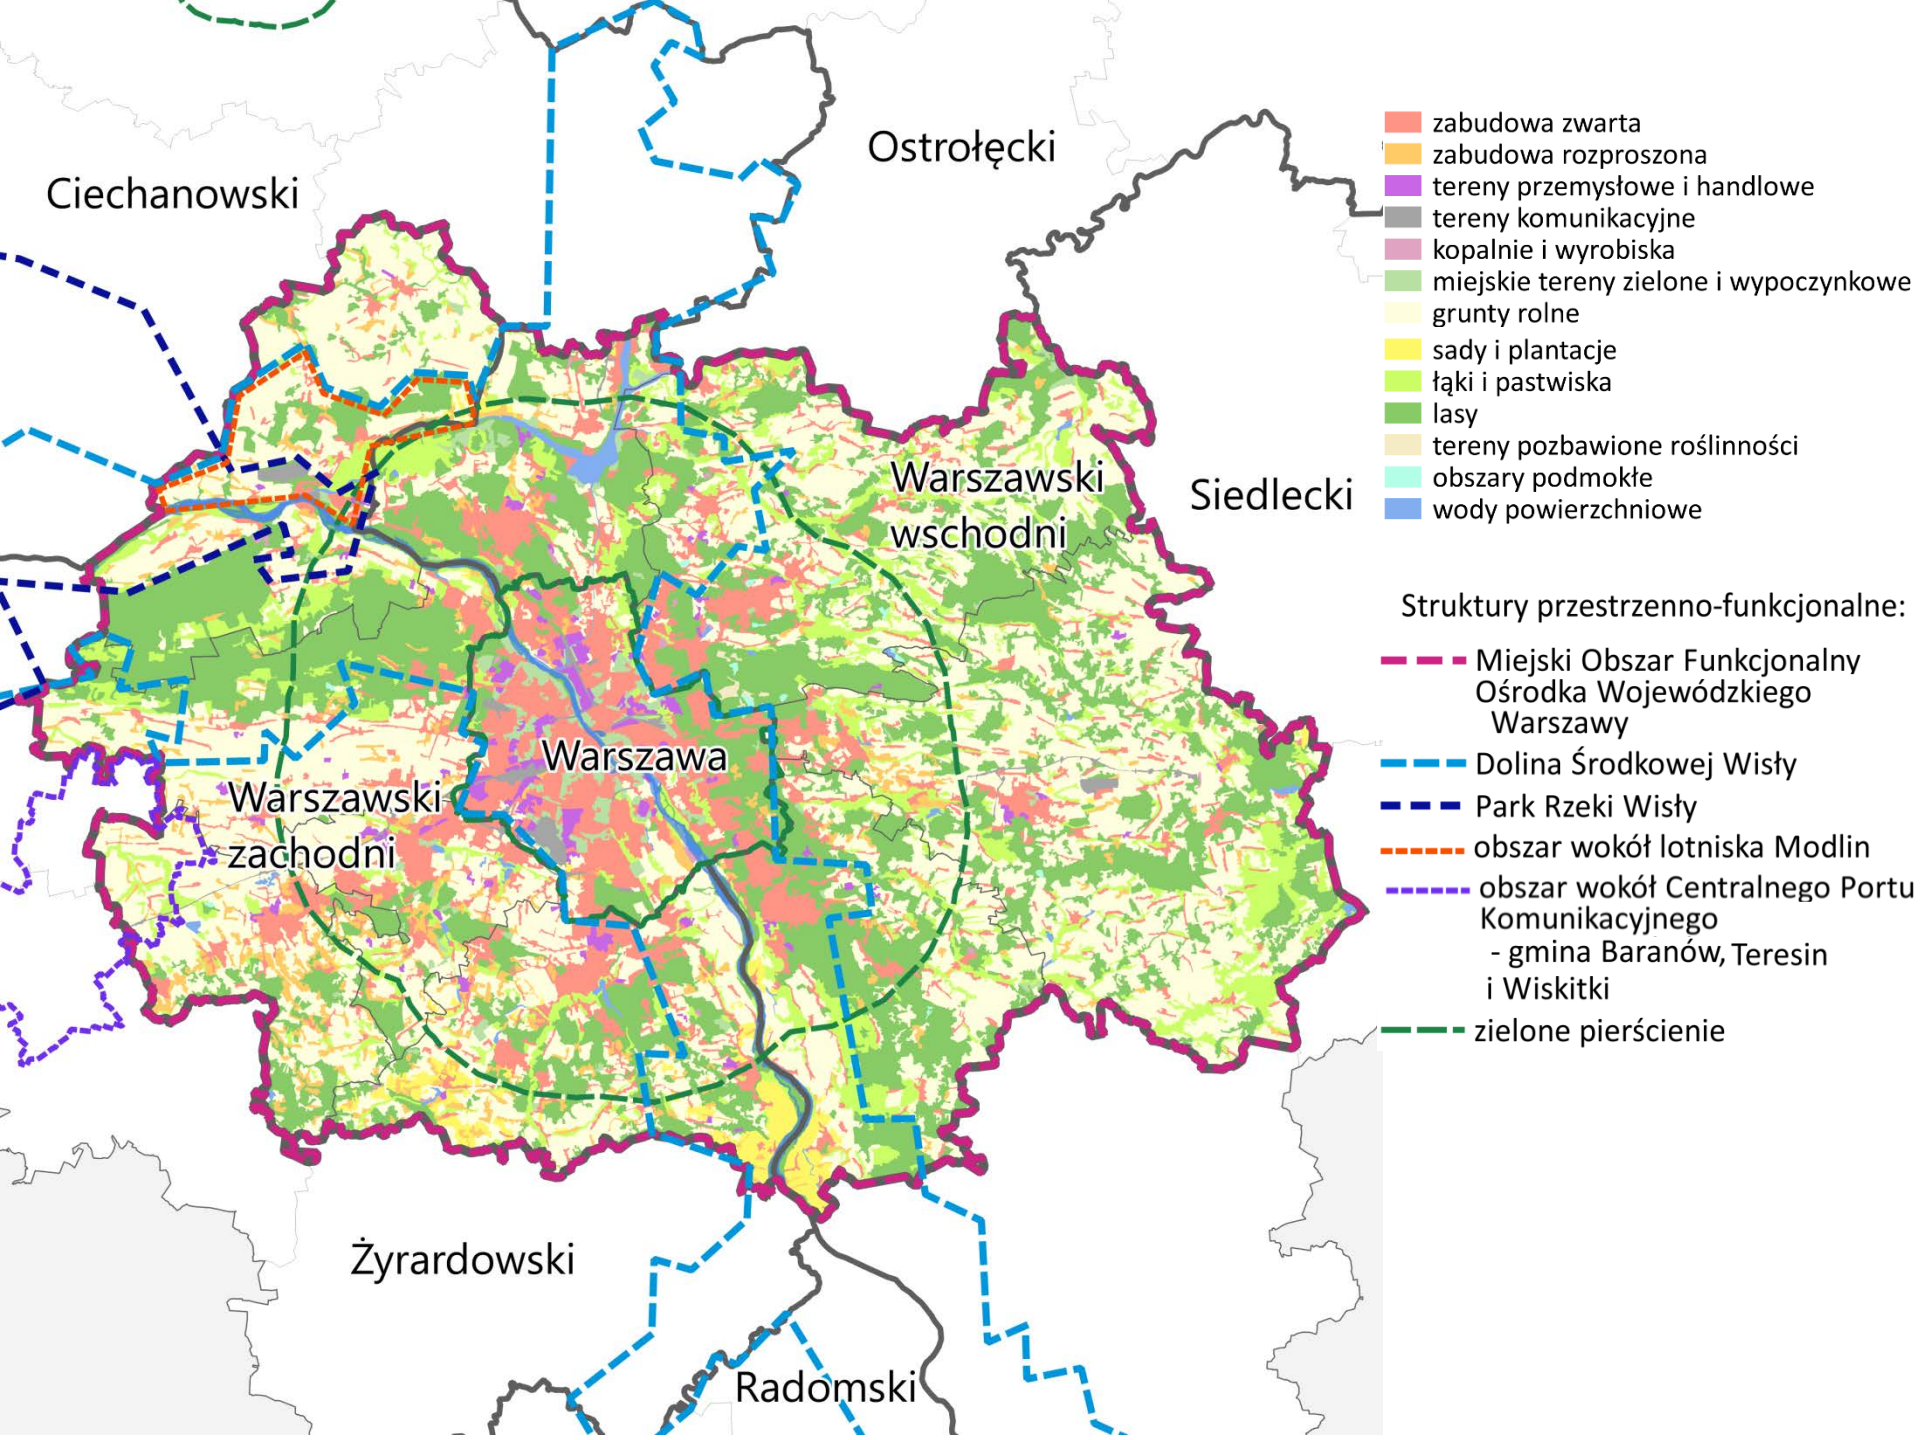 Ciechanowski
Ostrołęcki
Siedlecki
Warszawski
wschodni
Warszawa
Warszawski
zachodni
Żyrardowski
Radomski
zabudowa zwarta
zabudowa rozproszona
tereny przemysłowe i handlowe
tereny komunikacyjne
kopalnie i wyrobiska
miejskie tereny zielone i wypoczynkowe
grunty rolne
sady i plantacje
łąki i pastwiska
lasy
tereny pozbawione roślinności
obszary podmokłe
wody powierzchniowe
Struktury przestrzenno-funkcjonalne:
Miejski Obszar Funkcjonalny
Ośrodka Wojewódzkiego
Warszawy
Dolina Środkowej Wisły
Park Rzeki Wisły
obszar wokół lotniska Modlin
obszar wokół Centralnego Portu
Komunikacyjnego
- gmina Baranów, Teresin
i Wiskitki
zielone pierścienie